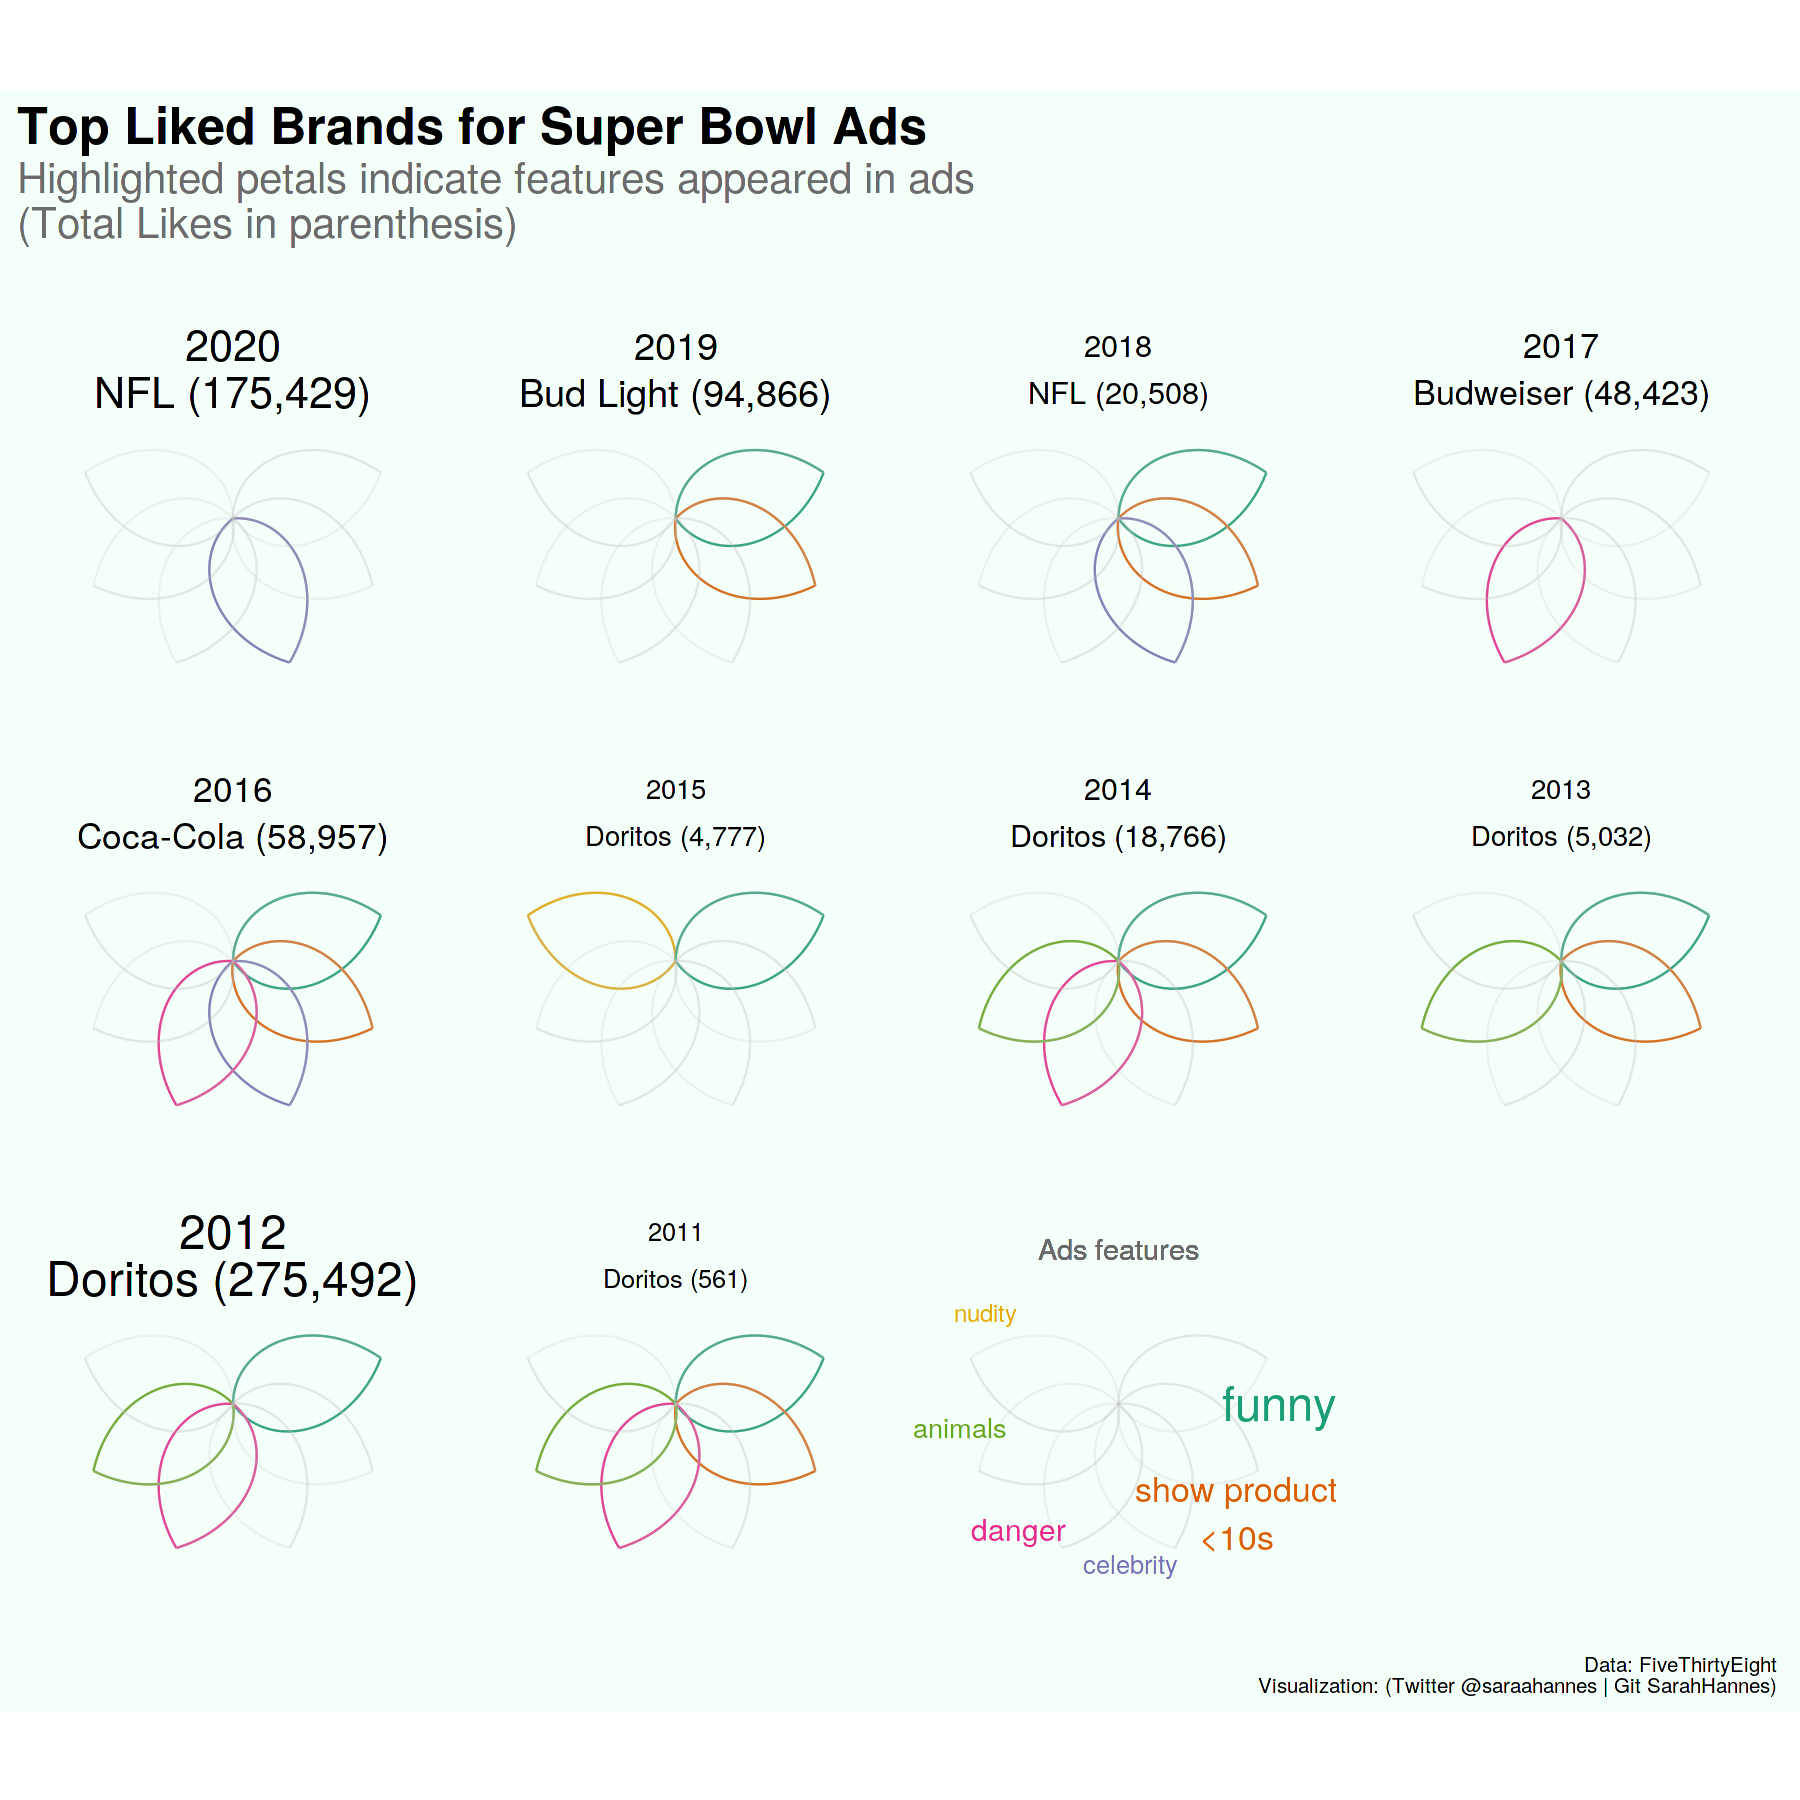 Top Liked Brands for Super Bowl Ads
Highlighted petals indicate features appeared in ads
(Total Likes in parenthesis)
2020
NFL (175,429)
2019
Bud Light (94,866)
2018
NFL (20,508)
2017
Budweiser (48,423)
2016
Coca-Cola (58,957)
2015
Doritos (4,777)
2014
Doritos (18,766)
2013
Doritos (5,032)
2012
Doritos (275,492)
2011
Doritos (561)
Ads features
nudity
funny
animals
show product
<10s
danger
celebrity
Data: FiveThirtyEight
Visualization: (Twitter @saraahannes | Git SarahHannes)